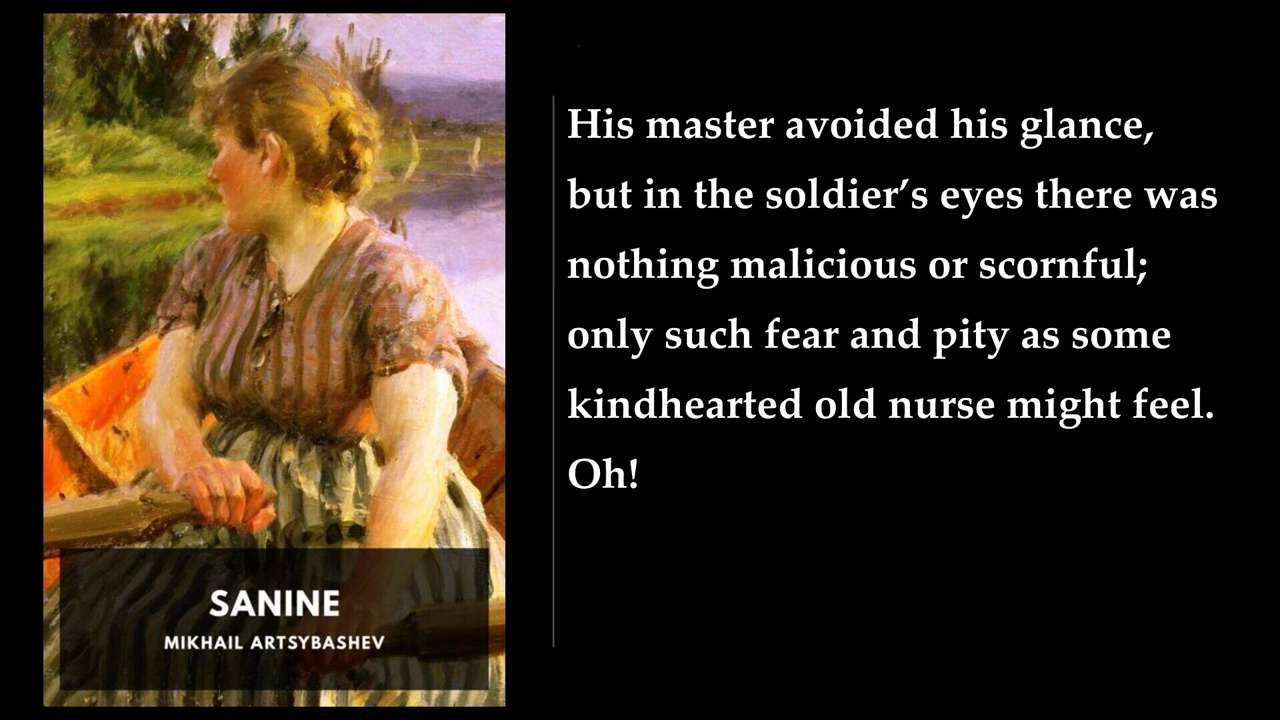 SANINE
MIKHAIL ARTSYBASHEV
His master avoided his glance,
but in the soldier’s eyes there was
nothing malicious or scornful;
only such fear and pity as some
kindhearted old nurse might feel.
Oh!